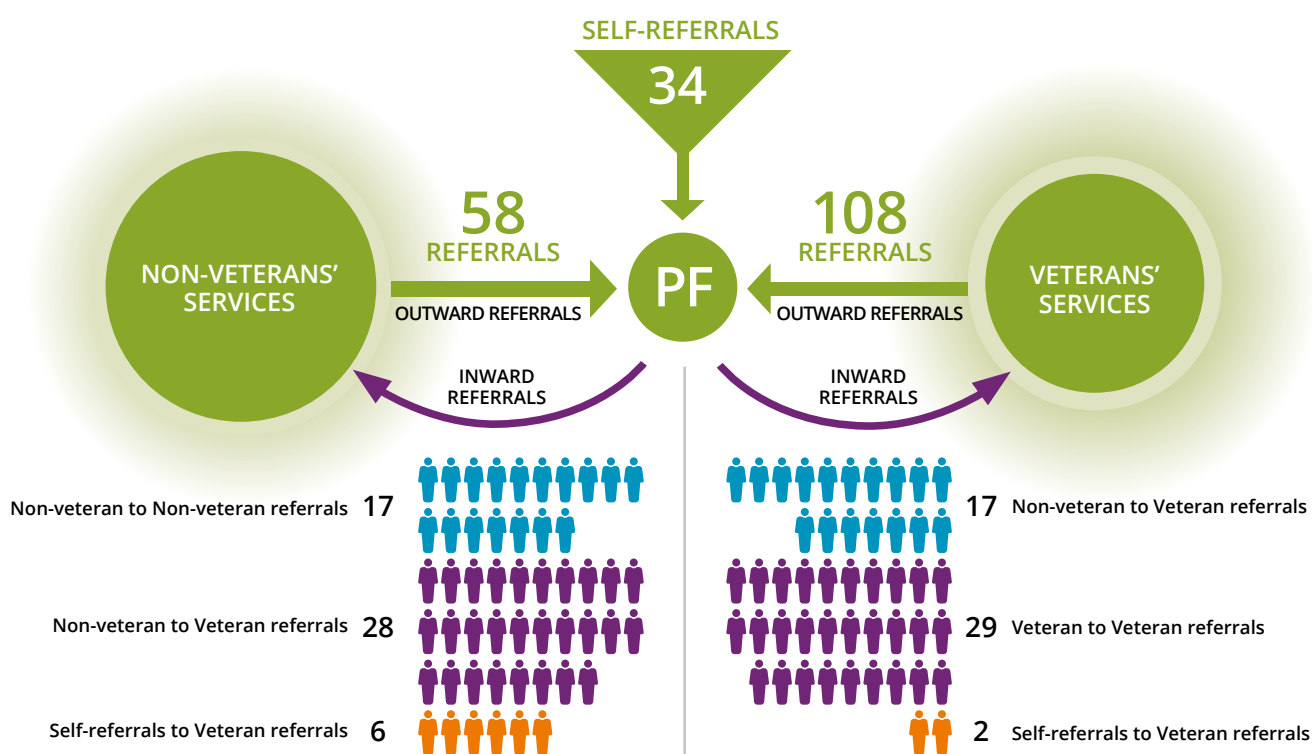 SELF-REFERRALS
34
58
REFERRALS
108
REFERRALS
NON-VETERANS’
SERVICES
PF
VETERANS’
SERVICES
OUTWARD REFERRALS
OUTWARD REFERRALS
INWARD
REFERRALS
INWARD
REFERRALS
Non-veteran to Non-veteran referrals 17
17 Non-veteran to Veteran referrals
Non-veteran to Veteran referrals 28
29 Veteran to Veteran referrals
Self-referrals to Veteran referrals 6
2 Self-referrals to Veteran referrals